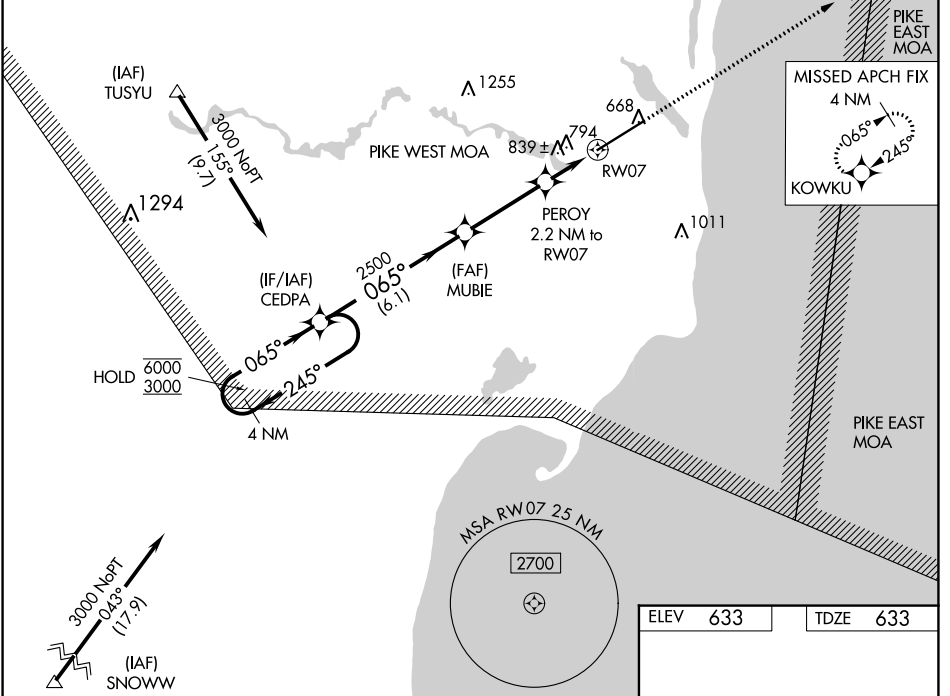 PIKE
EAST
MOA
(IAF)
TUSYU
3000 NoPT
155°
(9.7)
1255
668
794
839 ±
PIKE WEST MOA
RW07
MISSED APCH FIX
4 NM
065°
245°
KOWKU
1294
PEROY
2.2 NM to
RW07
1011
(IF/IAF)
CEDPA
2500
065°
(6.1)
(FAF)
MUBIE
HOLD
6000
3000
065°
245°
4 NM
PIKE EAST
MOA
MSA RW07 25 NM
2700
3000 NoPT
043°
(17.9)
(IAF)
SNOWW
ELEV 633
TDZE 633